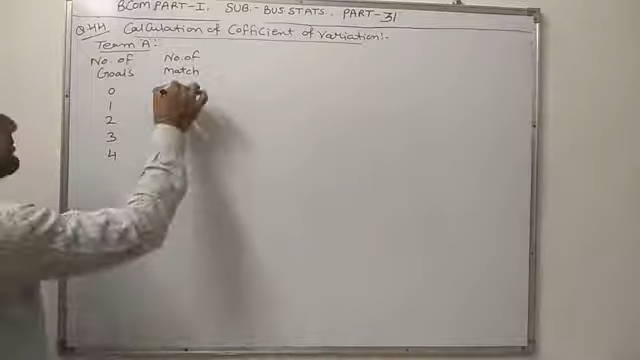 BCOM PART-I. SUB.- BUS.STATS. PART-31
Q.44. Calculation of Cofficient of Variation:-
Team A:
No. of No. of
Goals Match
0
1
2
3
4